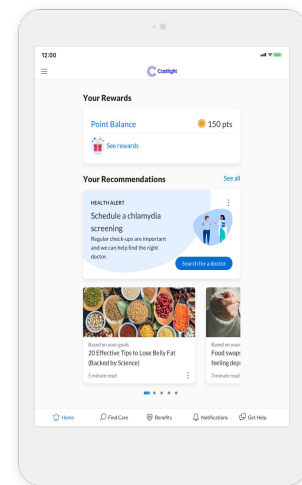 12:00
Castlight
Your Rewards
Point Balance
150 pts
See rewards
Your Recommendations
See all
HEALTH ALERT
Schedule a chlamydia
screening
Regular check-ups are important
and we can help find the right
doctor.
Search for a doctor
Based on your goals
20 Effective Tips to Lose Belly Fat
(Backed by Science)
5 minute read
Based on your
Food swaps
feeling dep
3 minute read
Home
Find Care
Benefits
Notifications
Get Help